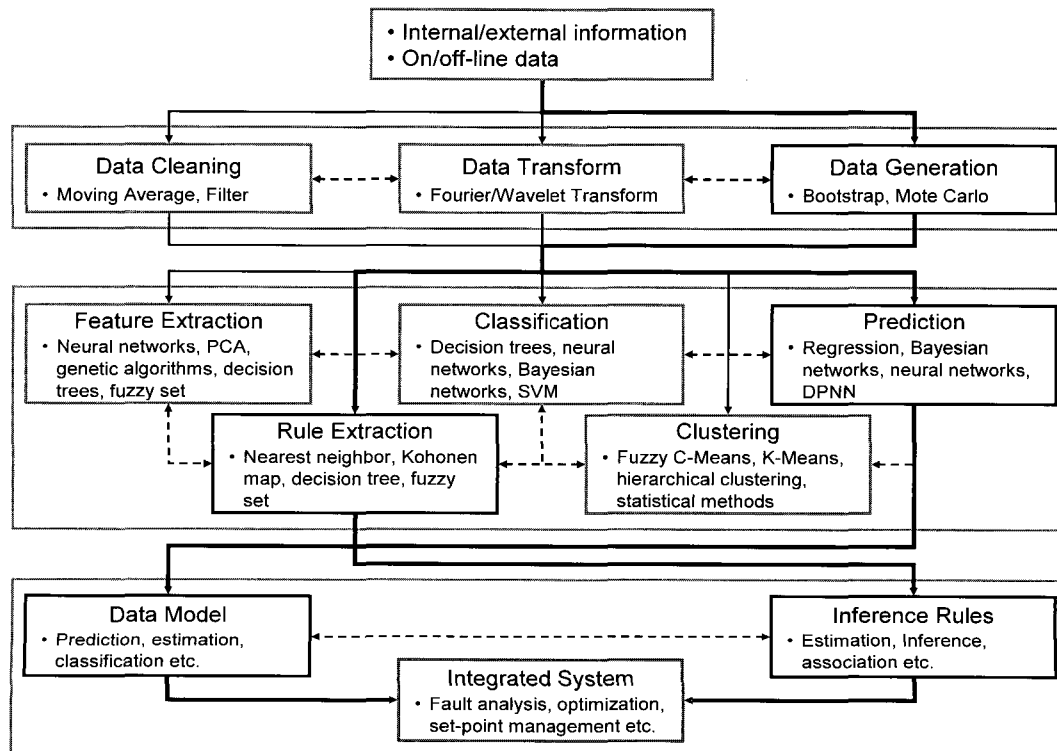 • Internal/external information
• On/off-line data
Data Cleaning
• Moving Average, Filter
Data Transform
• Fourier/Wavelet Transform
Data Generation
• Bootstrap, Mote Carlo
Feature Extraction
• Neural networks, PCA,
genetic algorithms, decision
trees, fuzzy set
Classification
• Decision trees, neural
networks, Bayesian
networks, SVM
Prediction
• Regression, Bayesian
networks, neural networks,
DPNN
Rule Extraction
• Nearest neighbor, Kohonen
map, decision tree, fuzzy
set
Clustering
• Fuzzy C-Means, K-Means,
hierarchical clustering,
statistical methods
Data Model
• Prediction, estimation,
classification etc.
Inference Rules
• Estimation, Inference,
association etc.
Integrated System
• Fault analysis, optimization,
set-point management etc.